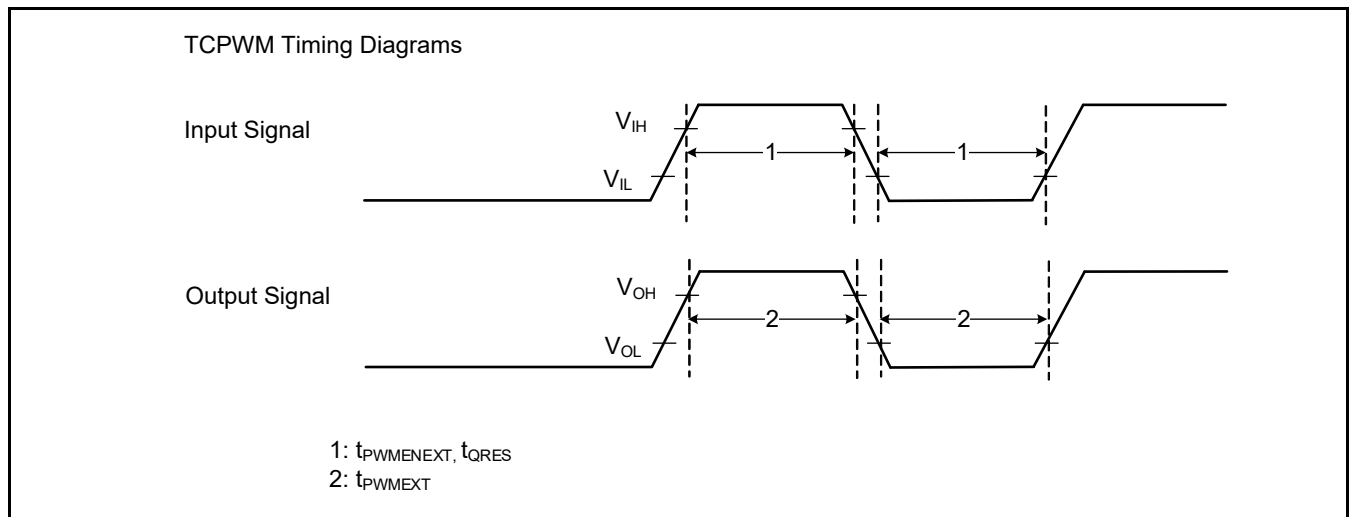 TCPWM Timing Diagrams
Input Signal
VIH
1
1
VIL
Output Signal
VOH
2
2
VOL
1: tPWMENEXT, tQRES
2: tPWMEXT